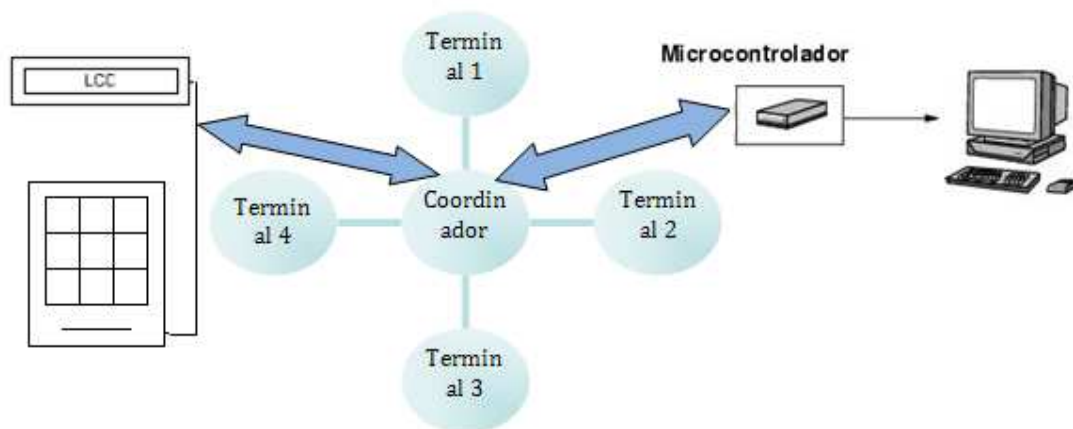 LCC
Termin
al 1
Microcontrolador
Termin
al 4
Coordin
ador
Termin
al 2
Termin
al 3